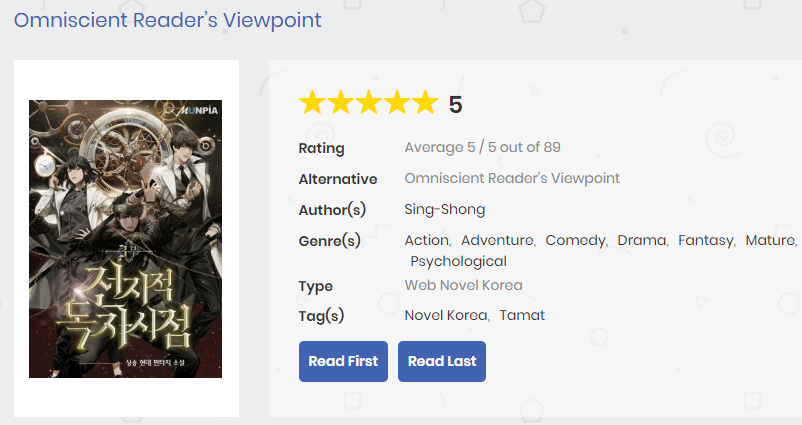 Omniscient Reader's Viewpoint
MUNPIA
전지적
독자시점
싱숑 현대 판타지 소설
5
Rating Average 5 / 5 out of 89
Alternative Omniscient Reader's Viewpoint
Author(s) Sing-Shong
Genre(s) Action, Adventure, Comedy, Drama, Fantasy, Mature,
Psychological
Type Web Novel Korea
Tag(s) Novel Korea, Tamat
Read First Read Last